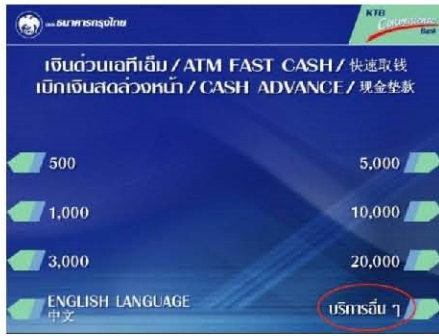 ธนาคารกรุงไทย
KTB
Convenience
Bank
เงินด่วนเอทีเอ็ม / ATM FAST CASH / 快速取钱
เบิกเงินสดล่วงหน้า / CASH ADVANCE / 现金垫款
500
5,000
1,000
10,000
3,000
20,000
ENGLISH LANGUAGE
中文
บริการอื่น ๆ